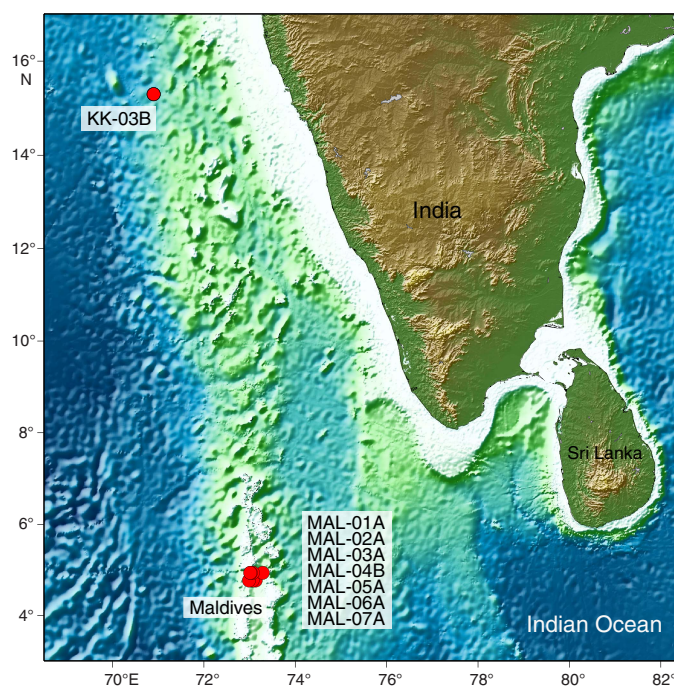 16°
N
KK-03B
14°
India
12°
10°
8°
Sri Lanka
6°
MAL-01A
MAL-02A
MAL-03A
MAL-04B
MAL-05A
MAL-06A
MAL-07A
Maldives
4°
Indian Ocean
70°E
72°
74°
76°
78°
80°
82°